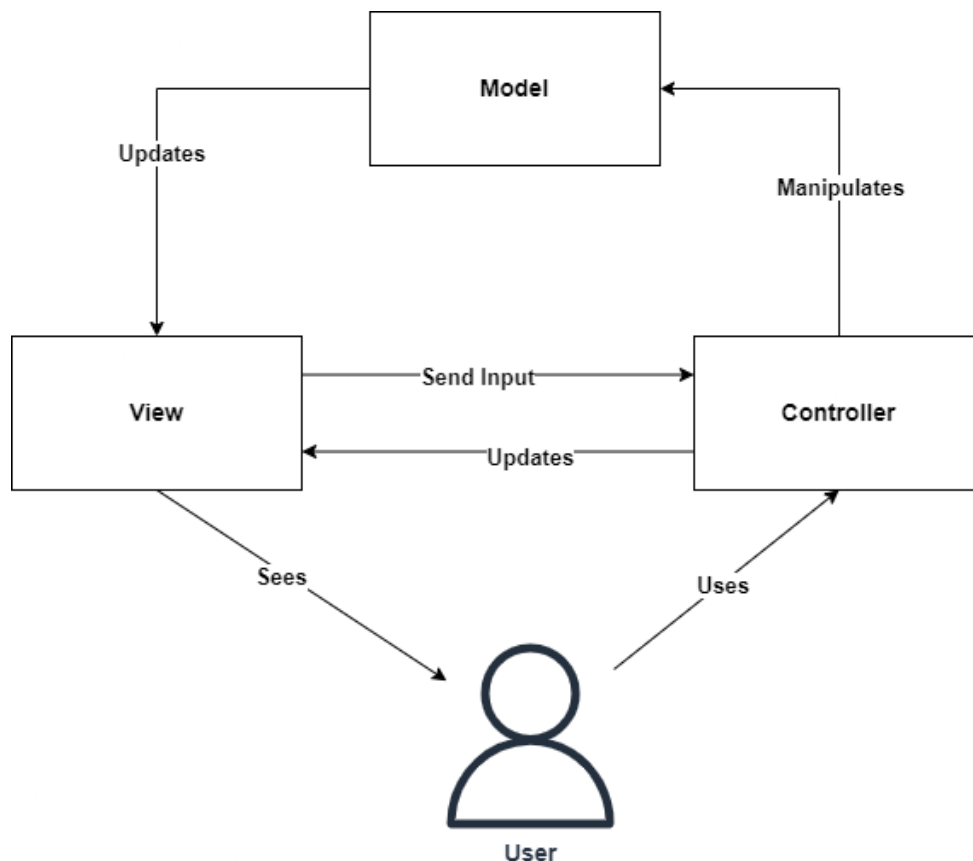 Model
Updates
Manipulates
Send Input
View
Controller
Updates
Sees
Uses
User